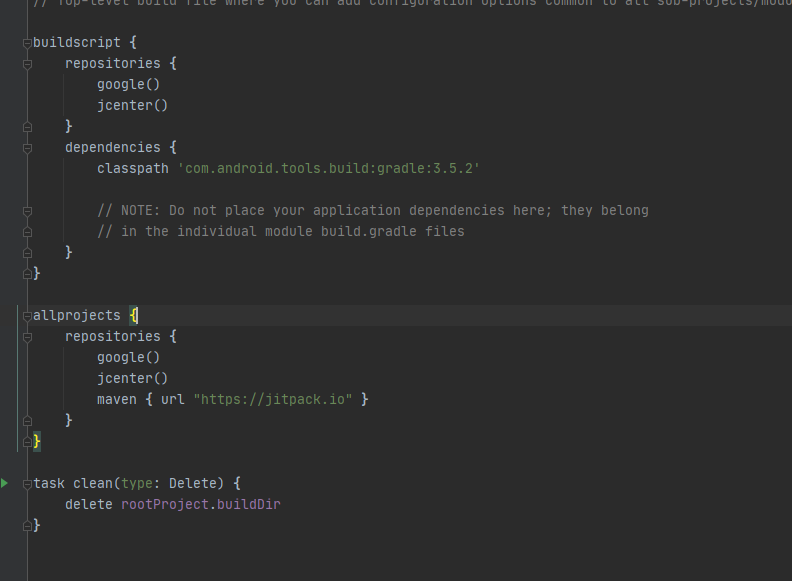 // Top-level build file where you can add configuration options common to all sub-projects/modu
buildscript {
    repositories {
        google()
        jcenter()
    }
    dependencies {
        classpath 'com.android.tools.build:gradle:3.5.2'
        // NOTE: Do not place your application dependencies here; they belong
        // in the individual module build.gradle files
    }
}
allprojects {
    repositories {
        google()
        jcenter()
        maven { url "https://jitpack.io" }
    }
}
task clean(type: Delete) {
    delete rootProject.buildDir
}